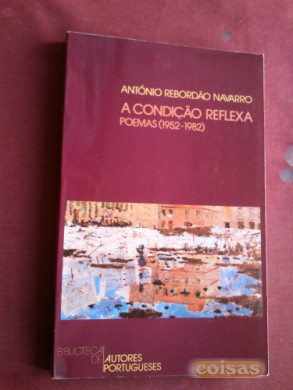 ANTÓNIO REBORDÃO NAVARRO
A CONDIÇÃO REFLEXA
POEMAS (1952-1982)
BIBLIOTECA DE AUTORES
PORTUGUESES
coisas